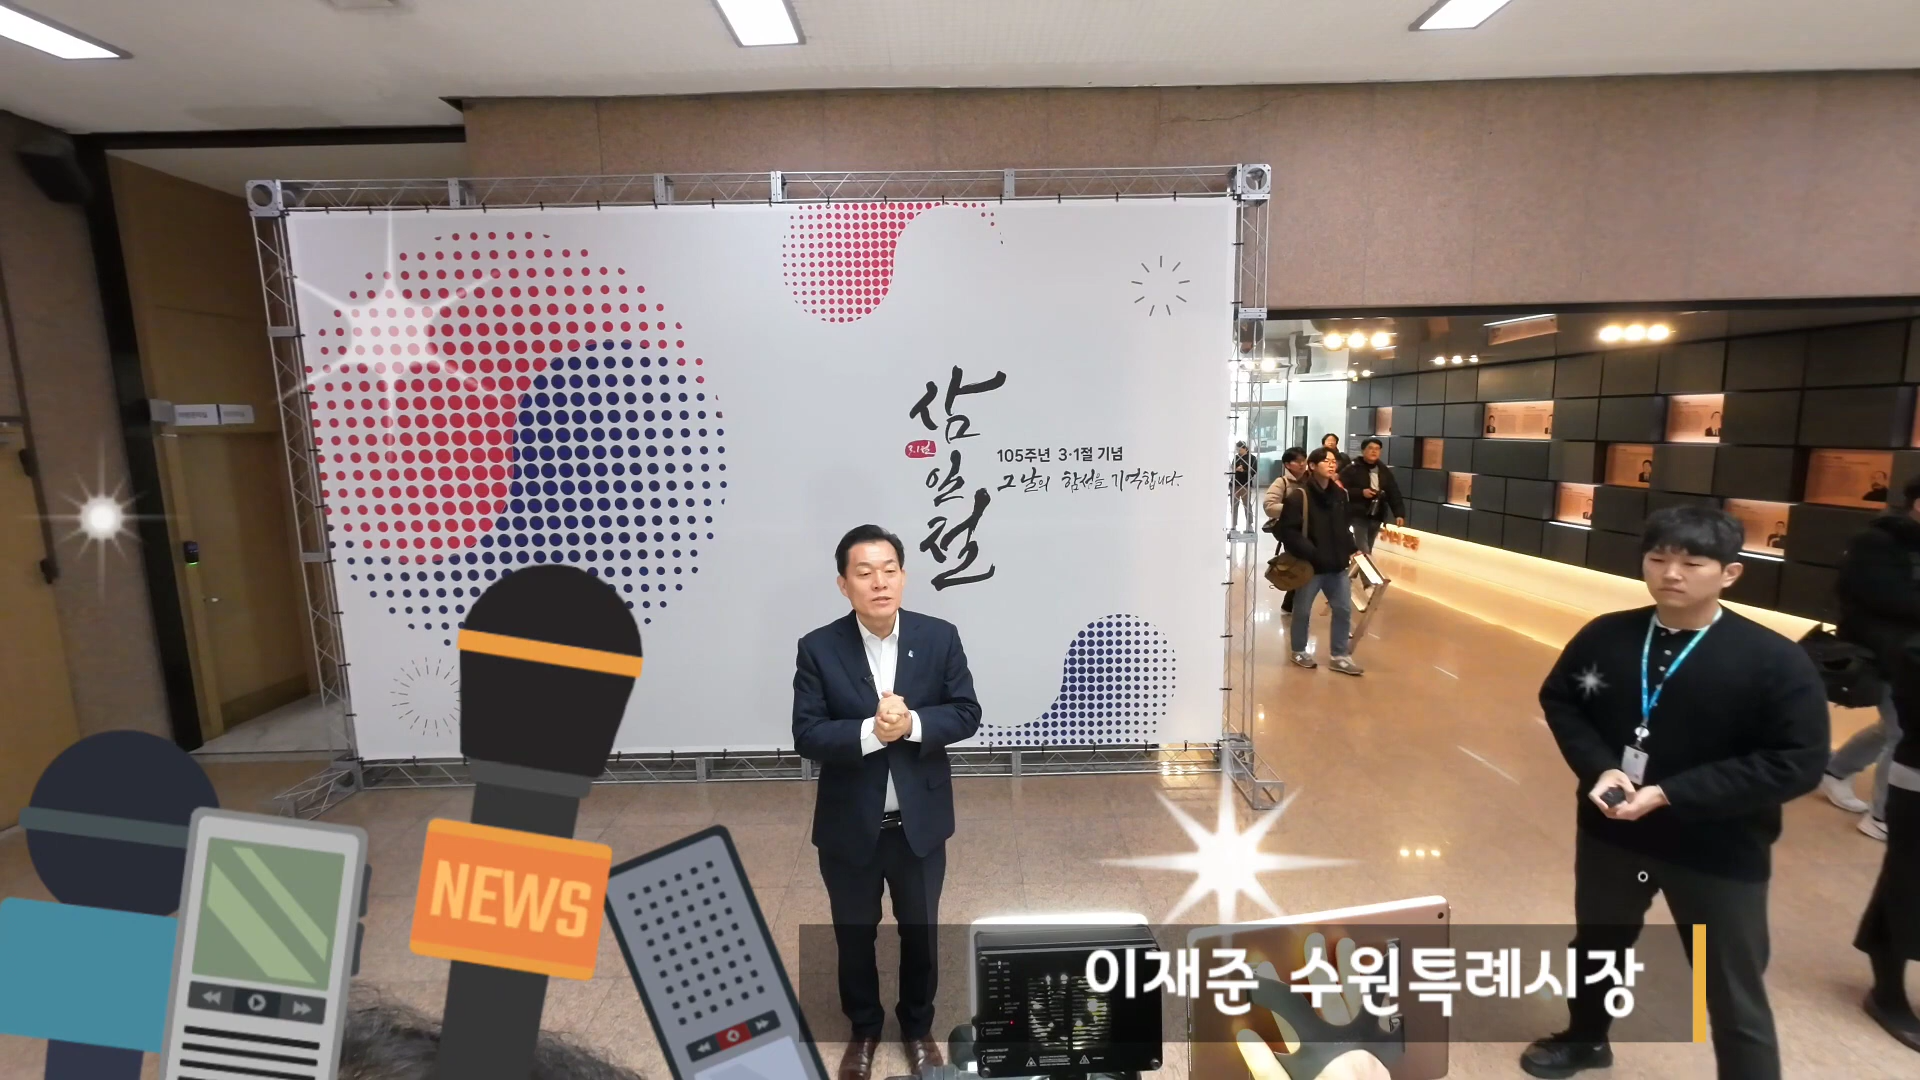 삼
일
절
3.1절
105주년 3·1절 기념
그날의 함성을 기억합니다.
NEWS
이재준 수원특례시장